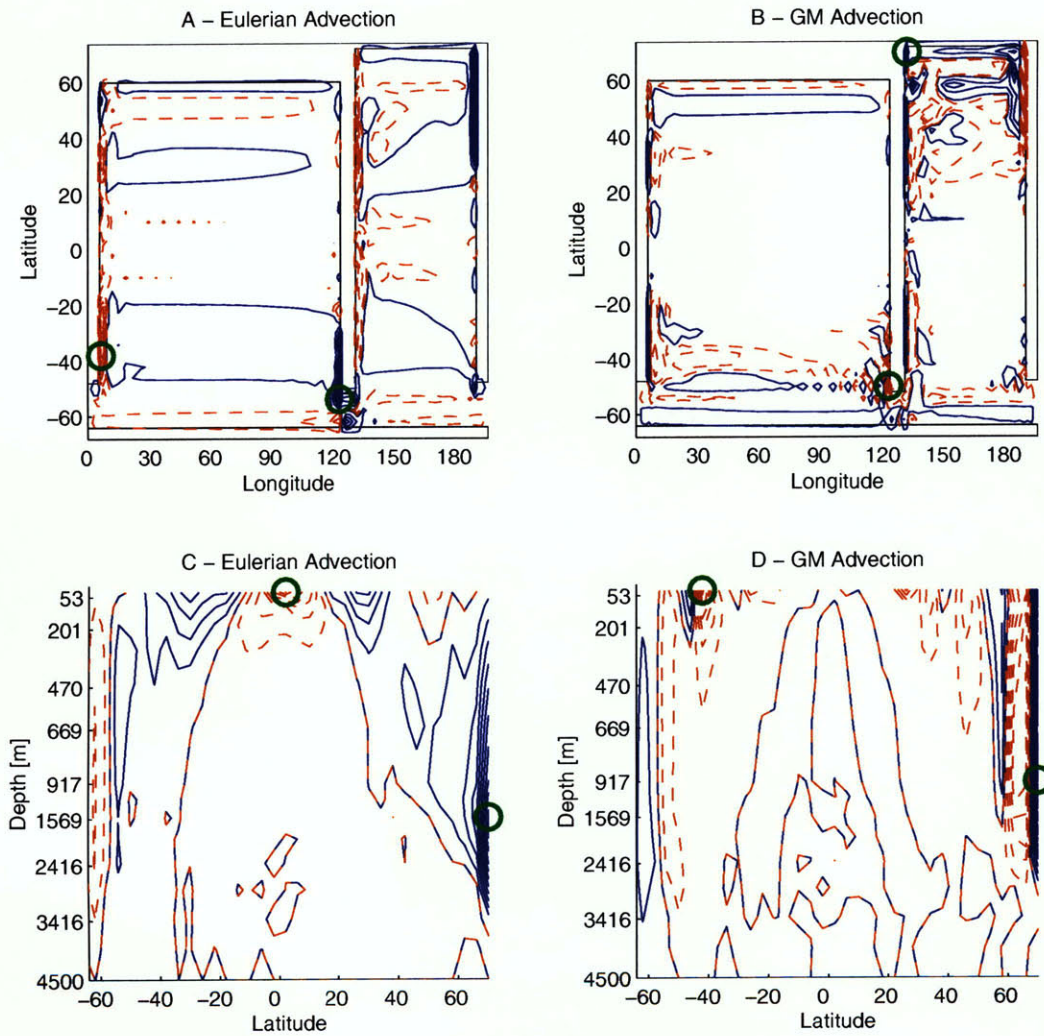 A – Eulerian Advection
60
40
20
0
−20
−40
−60
Latitude
0 30 60 90 120 150 180
Longitude
B – GM Advection
60
40
20
0
−20
−40
−60
Latitude
0 30 60 90 120 150 180
Longitude
C – Eulerian Advection
53
201
470
669
917
1569
2416
3416
4500
Depth [m]
−60 −40 −20 0 20 40 60
Latitude
D – GM Advection
53
201
470
669
917
1569
2416
3416
4500
Depth [m]
−60 −40 −20 0 20 40 60
Latitude